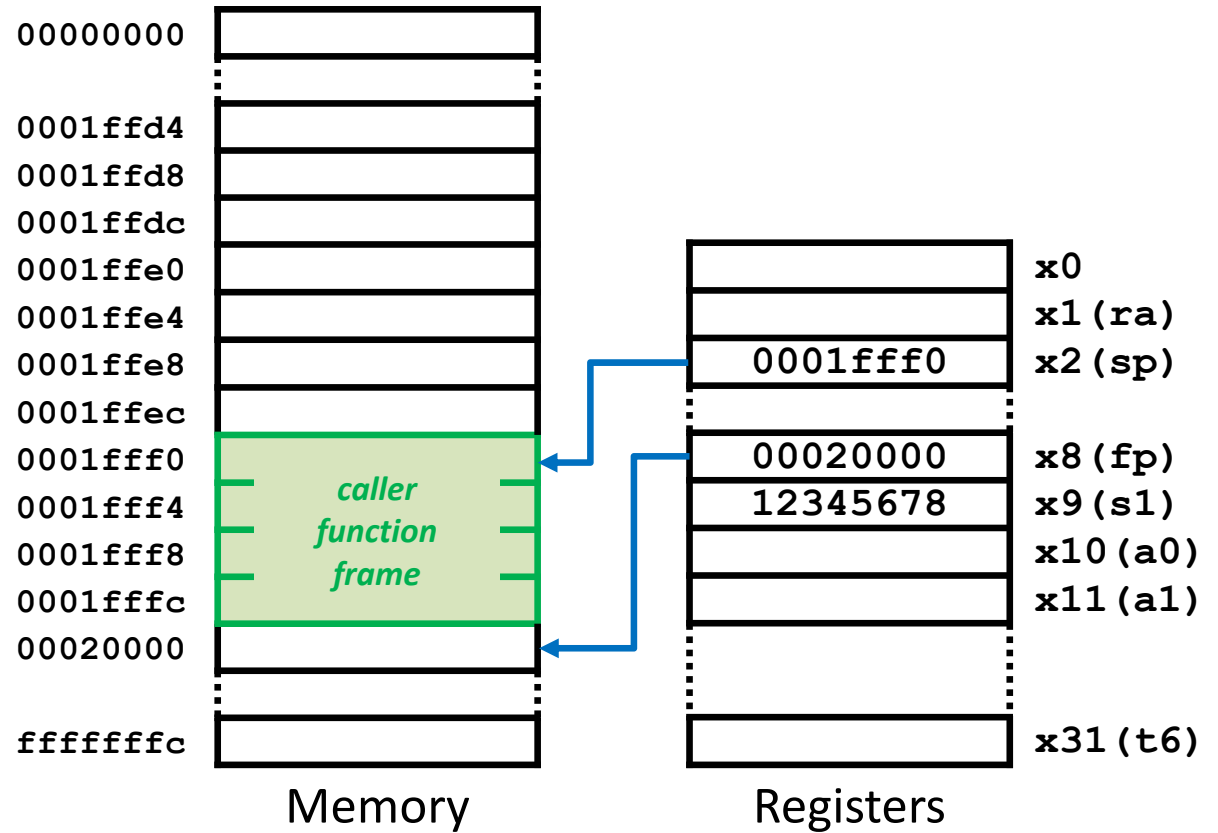 00000000
0001ffd4
0001ffd8
0001ffdc
0001ffe0
0001ffe4
0001ffe8
0001ffec
0001fff0
0001fff4
0001fff8
0001fffc
00020000
fffffffc
caller
function
frame
Memory
0001fff0
00020000
12345678
x0
x1(ra)
x2(sp)
x8(fp)
x9(s1)
x10(a0)
x11(a1)
x31(t6)
Registers